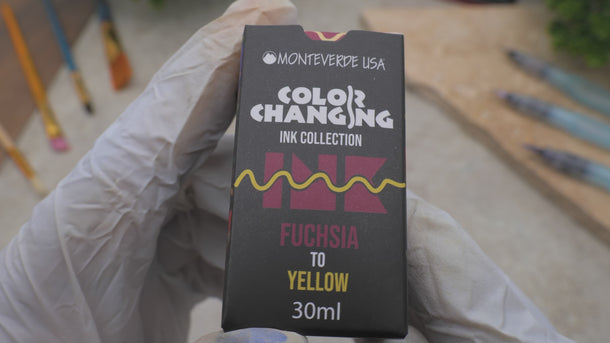 MONTEVERDE USA
COLOR
CHANGING
INK COLLECTION
INK
FUCHSIA
TO
YELLOW
30ml